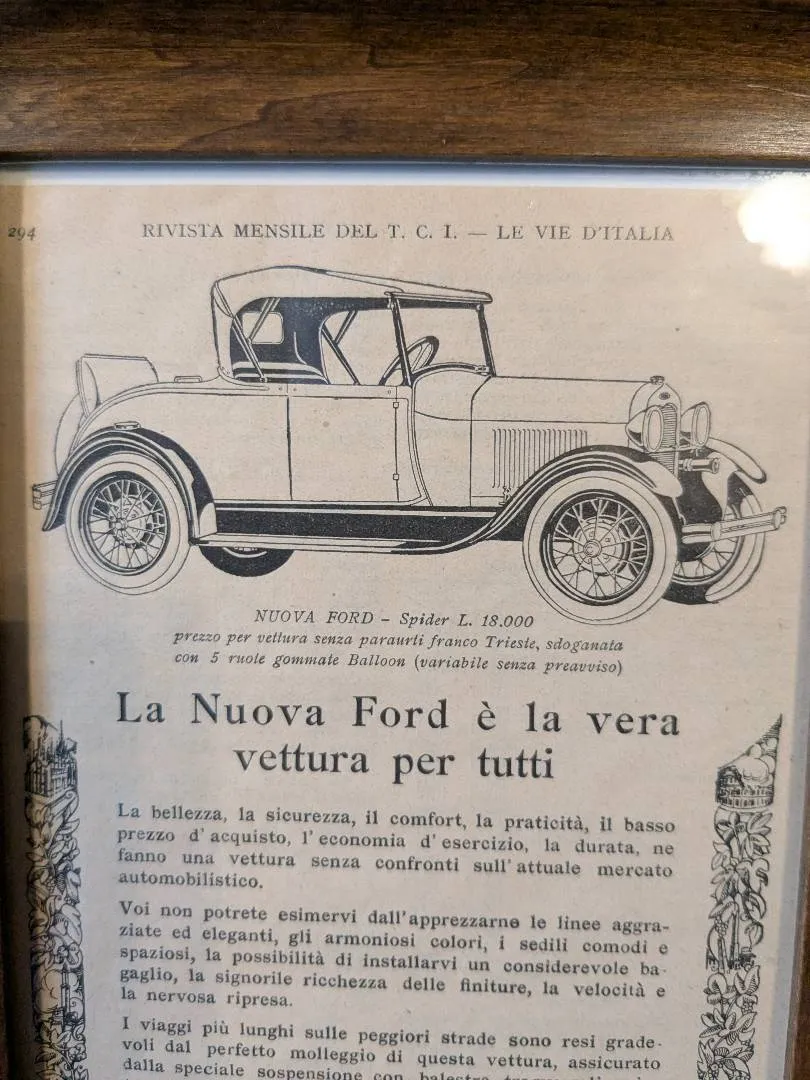 294
RIVISTA MENSILE DEL T. C. I. — LE VIE D'ITALIA
NUOVA FORD – Spider L. 18.000
prezzo per vettura senza paraurti franco Trieste, sdoganata
con 5 ruote gommate Balloon (variabile senza preavviso)
La Nuova Ford è la vera
vettura per tutti
La bellezza, la sicurezza, il comfort, la praticità, il basso
prezzo d'acquisto, l'economia d'esercizio, la durata, ne
fanno una vettura senza confronti sull'attuale mercato
automobilistico.
Voi non potrete esimervi dall'apprezzarne le linee aggra-
ziate ed eleganti, gli armoniosi colori, i sedili comodi e
spaziosi, la possibilità di installarvi un considerevole ba-
gaglio, la signorile ricchezza delle finiture, la velocità e
la nervosa ripresa.
I viaggi più lunghi sulle peggiori strade sono resi grade-
voli dal perfetto molleggio di questa vettura, assicurato
dalla speciale sospensione con balestre